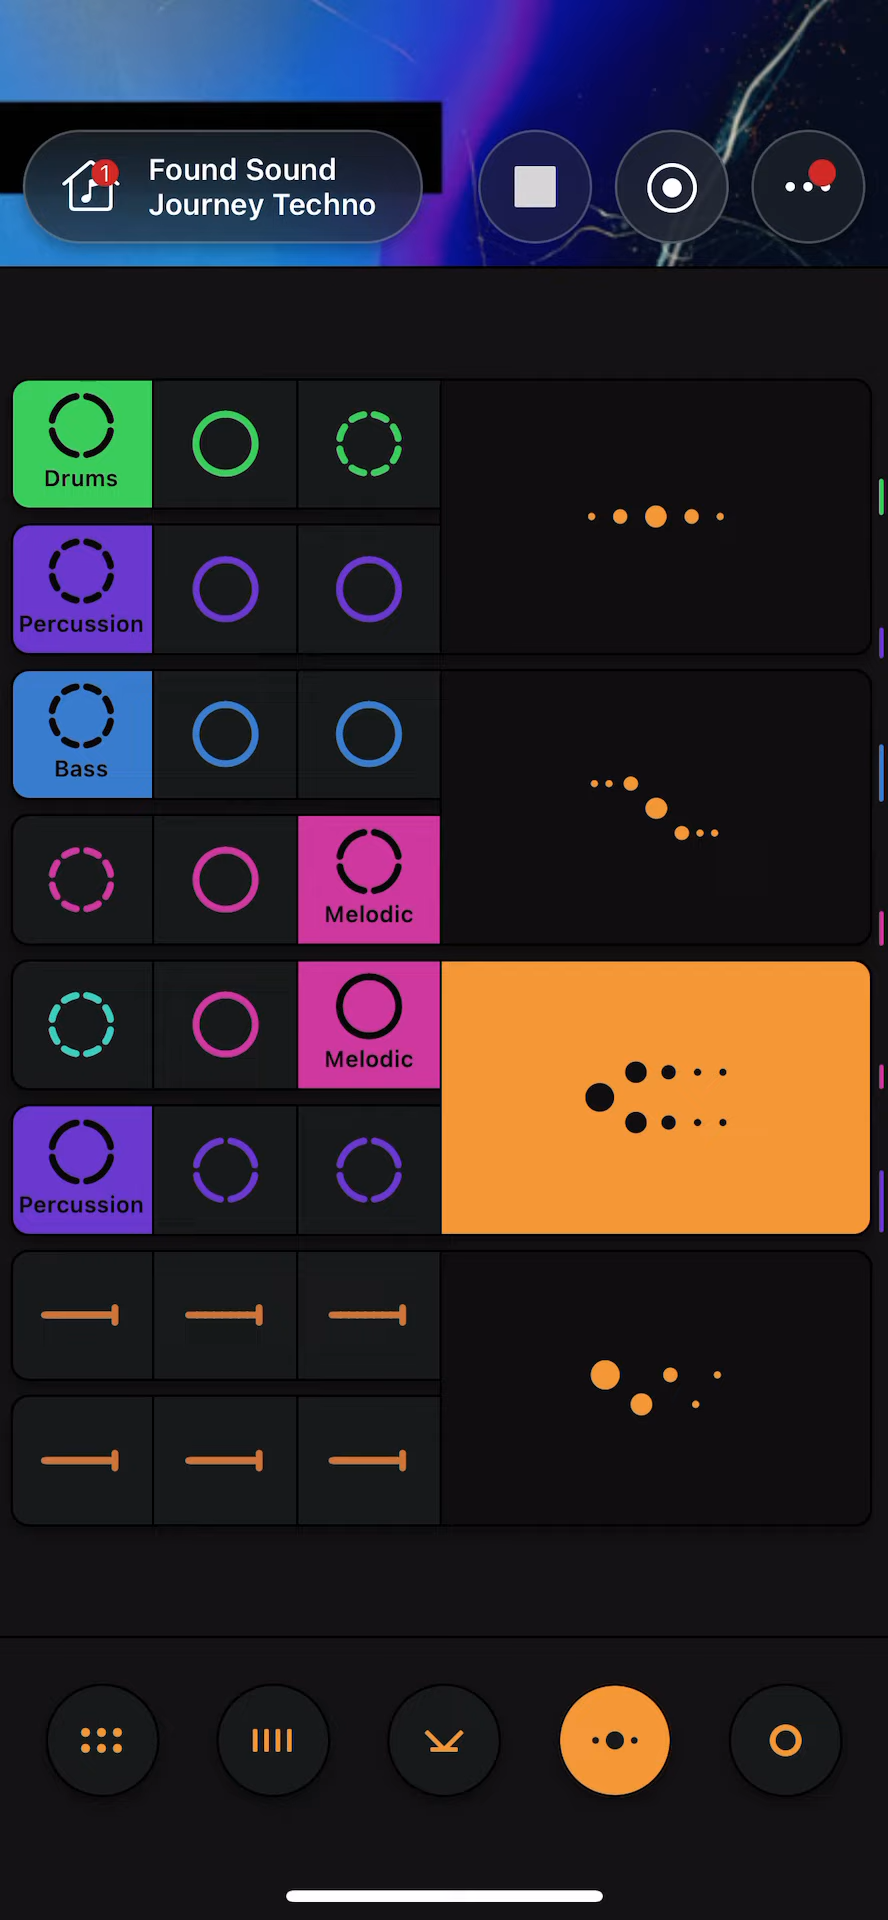 1
Found Sound
Journey Techno
Drums
Percussion
Bass
Melodic
Melodic
Percussion